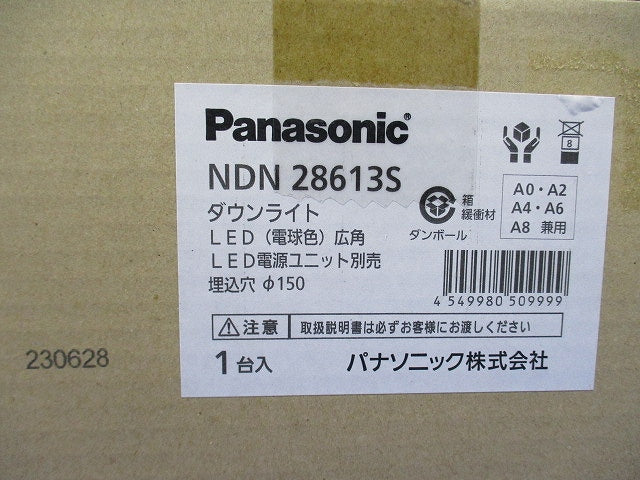 Panasonic®
NDN 28613S
ダウンライト
LED（電球色）広角
LED電源ユニット別売
埋込穴 φ150
8
箱
緩衝材
ダンボール
A0・A2
A4・A6
A8 兼用
4 549980 509999
注意 取扱説明書は必ずお客様にお渡しください
1台入 パナソニック株式会社
230628